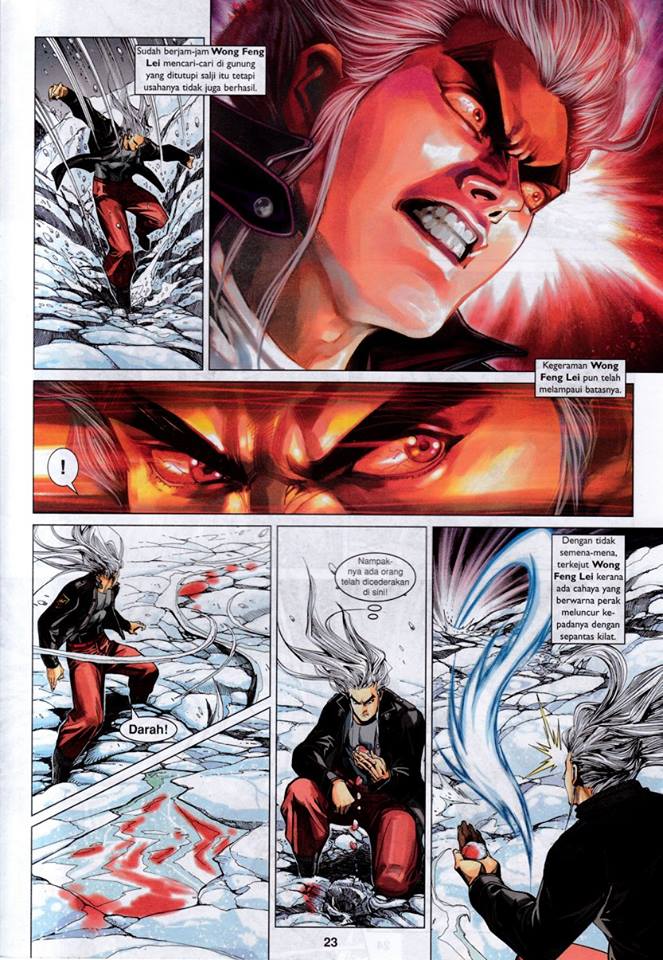 Sudah berjam-jam Wong Feng
Lei mencari-cari di gunung
yang ditutupi salji itu tetapi
usahanya tidak juga berhasil.
Kegeraman Wong
Feng Lei pun telah
melampaui batasnya.
!
Darah!
Nampak-
nya ada orang
telah dicederakan
di sini!
Dengan tidak
semena-mena,
terkejut Wong
Feng Lei kerana
ada cahaya yang
berwarna perak
meluncur ke-
padanya dengan
sepantas kilat.
23